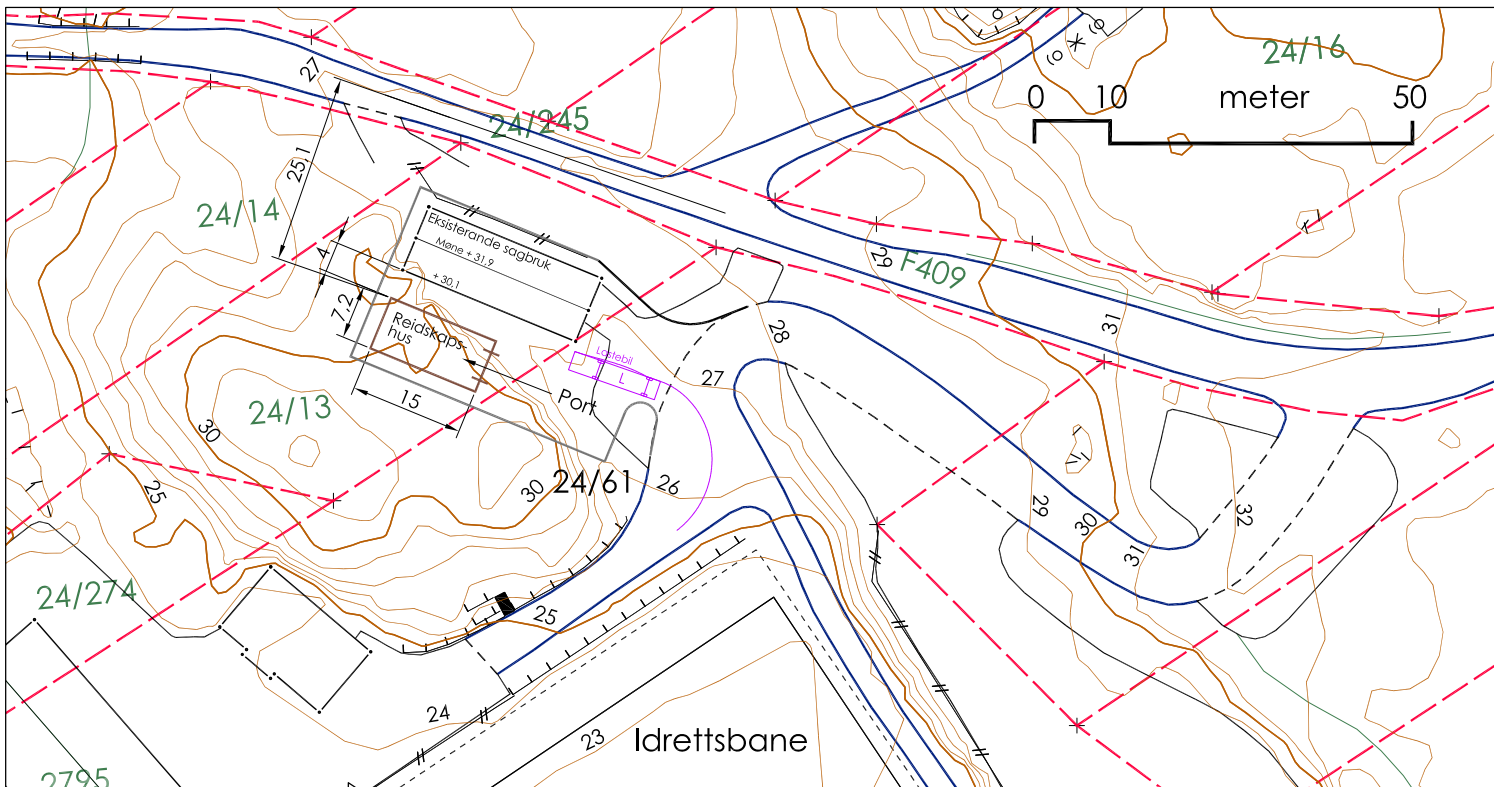 24/16
0 10 meter 50
27
24/245
25,1
24/14
Eksisterande sagbruk
Møne + 31,9
+ 30,1
4
7,2
Reidskaps-
hus
29
F409
31
28
Lastebil
L
27
Port
15
24/13
30
25
30
24/61
26
29
30
31
32
24/274
25
24
23
Idrettsbane
2795